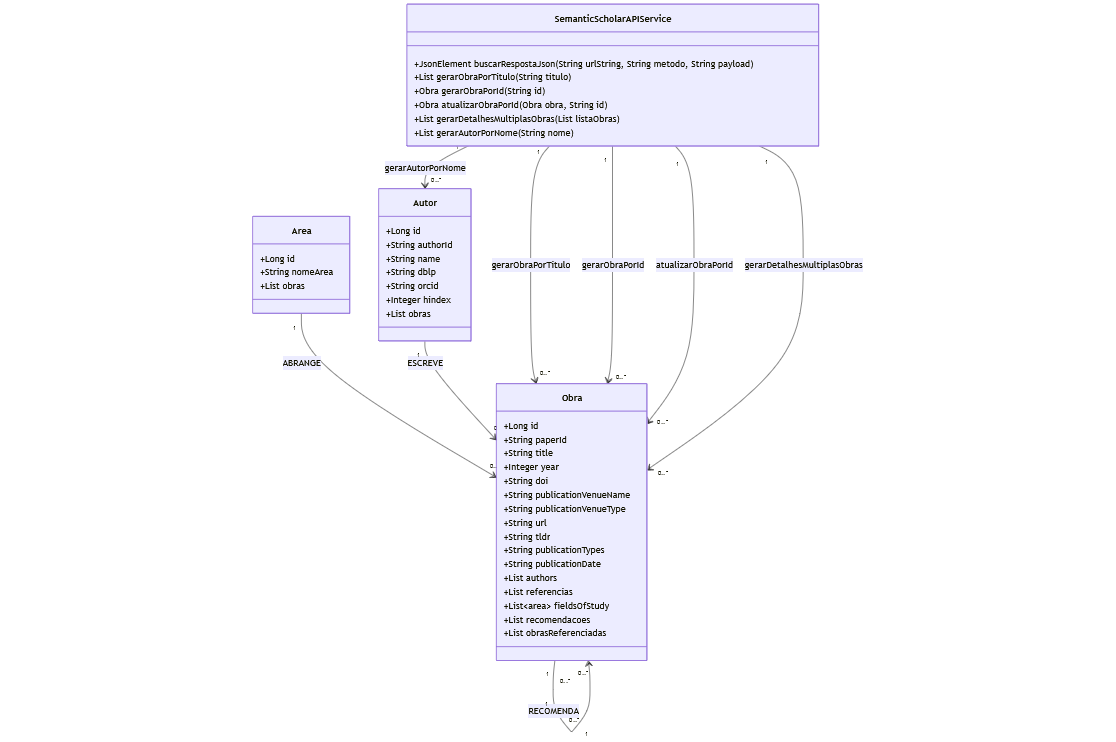 SemanticScholarAPIService
+JsonElement buscarRespostaJson(String urlString, String metodo, String payload)
+List gerarObraPorTitulo(String titulo)
+Obra gerarObraPorId(String id)
+Obra atualizarObraPorId(Obra obra, String id)
+List gerarDetalhesMultiplasObras(List listaObras)
+List gerarAutorPorNome(String nome)
1
1
1
1
1
gerarAutorPorNome
0..*
Autor
+Long id
+String authorId
+String name
+String dblp
+String orcid
+Integer hindex
+List obras
Area
+Long id
+String nomeArea
+List obras
gerarObraPorTitulo
gerarObraPorId
atualizarObraPorId
gerarDetalhesMultiplasObras
1
ABRANGE
1
ESCREVE
0..*
0..*
0..*
0..*
Obra
+Long id
+String paperId
+String title
+Integer year
+String doi
+String publicationVenueName
+String publicationVenueType
+String url
+String tldr
+String publicationTypes
+String publicationDate
+List authors
+List referencias
+List<area> fieldsOfStudy
+List recomendacoes
+List obrasReferenciadas
1
0..*
0..*
1
RECOMENDA
0..*
1